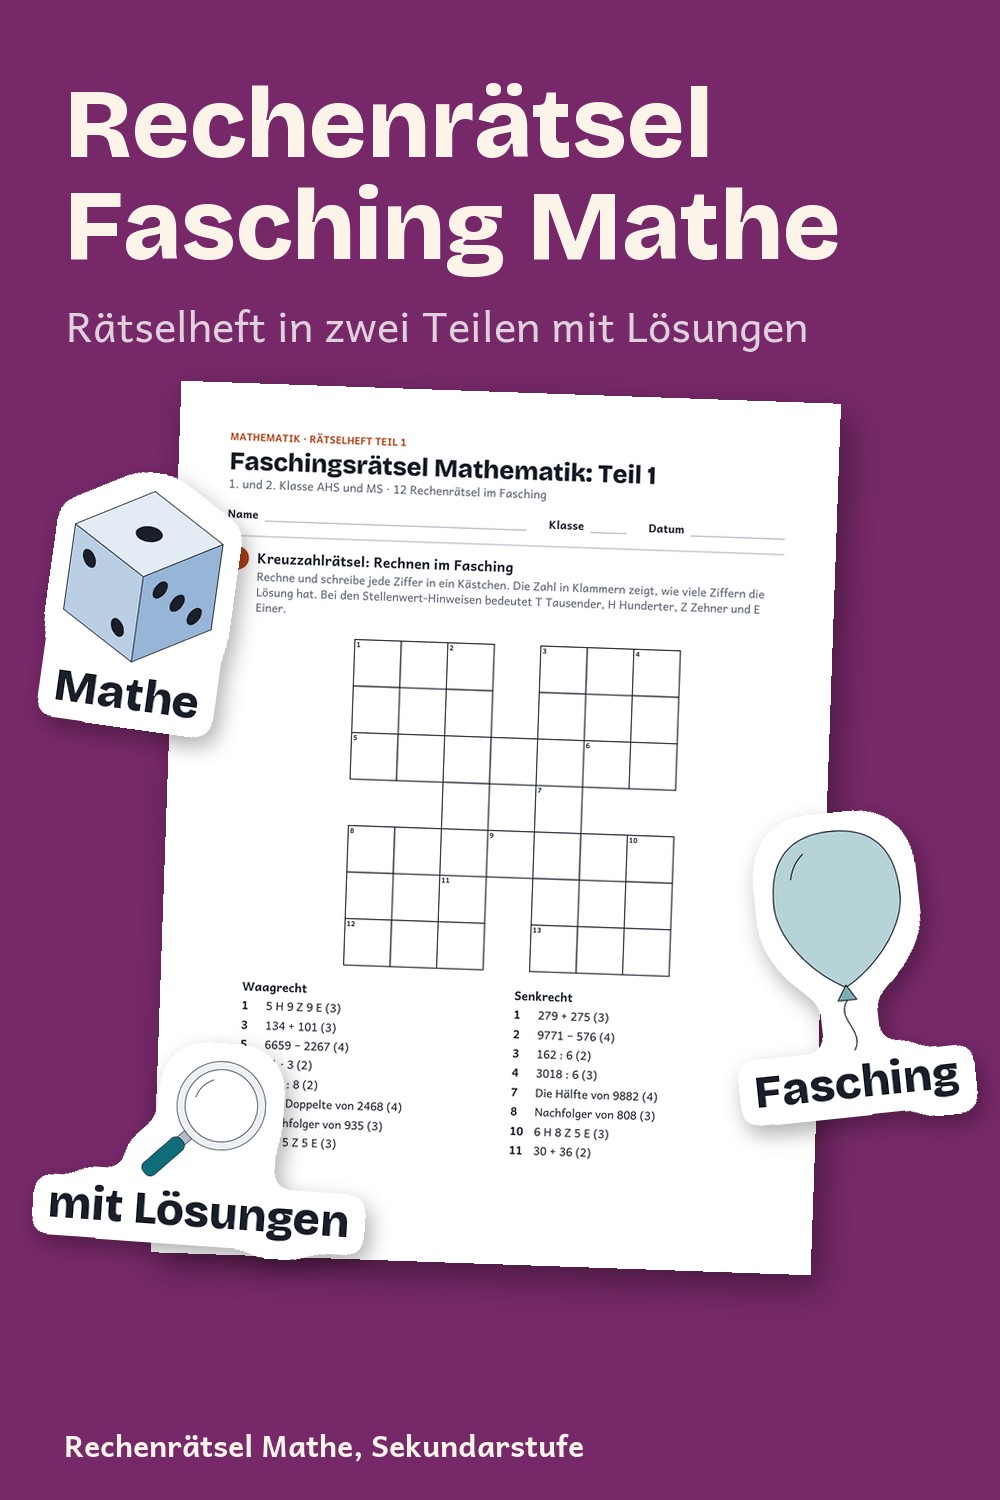 Rechenrätsel
Fasching Mathe
Rätselheft in zwei Teilen mit Lösungen
MATHEMATIK · RÄTSELHEFT TEIL 1
Faschingsrätsel Mathematik: Teil 1
1. und 2. Klasse AHS und MS · 12 Rechenrätsel im Fasching
Name
Klasse
Datum
Kreuzzahlrätsel: Rechnen im Fasching
Rechne und schreibe jede Ziffer in ein Kästchen. Die Zahl in Klammern zeigt, wie viele Ziffern die
Lösung hat. Bei den Stellenwert-Hinweisen bedeutet T Tausender, H Hunderter, Z Zehner und E
Einer.
Mathe
1 2 3 4
5 6
7
8 9 10
11
12 13
Fasching
Waagrecht
1 5 H 9 Z 9 E (3)
3 134 + 101 (3)
5 6659 − 2267 (4)
· 3 (2)
: 8 (2)
Doppelte von 2468 (4)
von 935 (3)
5 Z 5 E (3)
Senkrecht
1 279 + 275 (3)
2 9771 − 576 (4)
3 162 : 6 (2)
4 3018 : 6 (3)
7 Die Hälfte von 9882 (4)
8 Nachfolger von 808 (3)
10 6 H 8 Z 5 E (3)
11 30 + 36 (2)
mit Lösungen
Rechenrätsel Mathe, Sekundarstufe